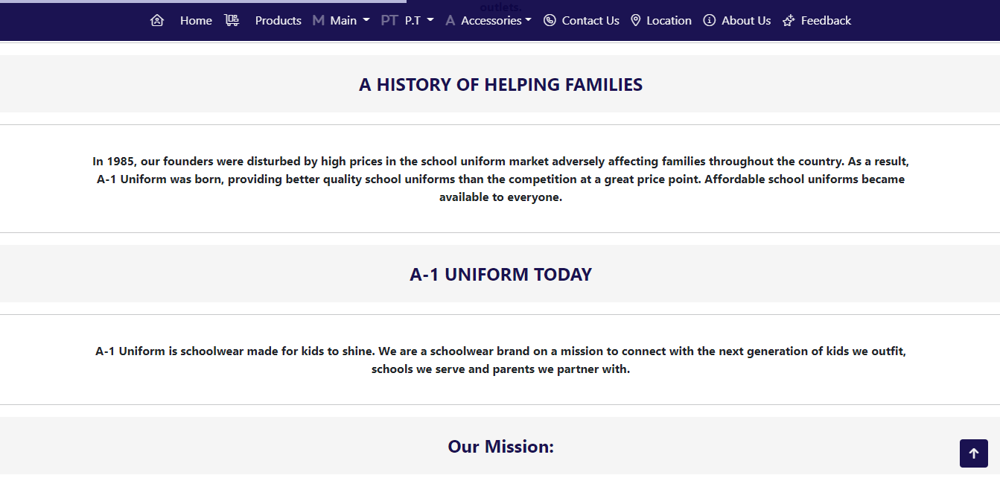 outlets.
Home Products M Main PT P.T A Accessories Contact Us Location About Us Feedback
A HISTORY OF HELPING FAMILIES
In 1985, our founders were disturbed by high prices in the school uniform market adversely affecting families throughout the country. As a result,
A-1 Uniform was born, providing better quality school uniforms than the competition at a great price point. Affordable school uniforms became
available to everyone.
A-1 UNIFORM TODAY
A-1 Uniform is schoolwear made for kids to shine. We are a schoolwear brand on a mission to connect with the next generation of kids we outfit,
schools we serve and parents we partner with.
Our Mission: